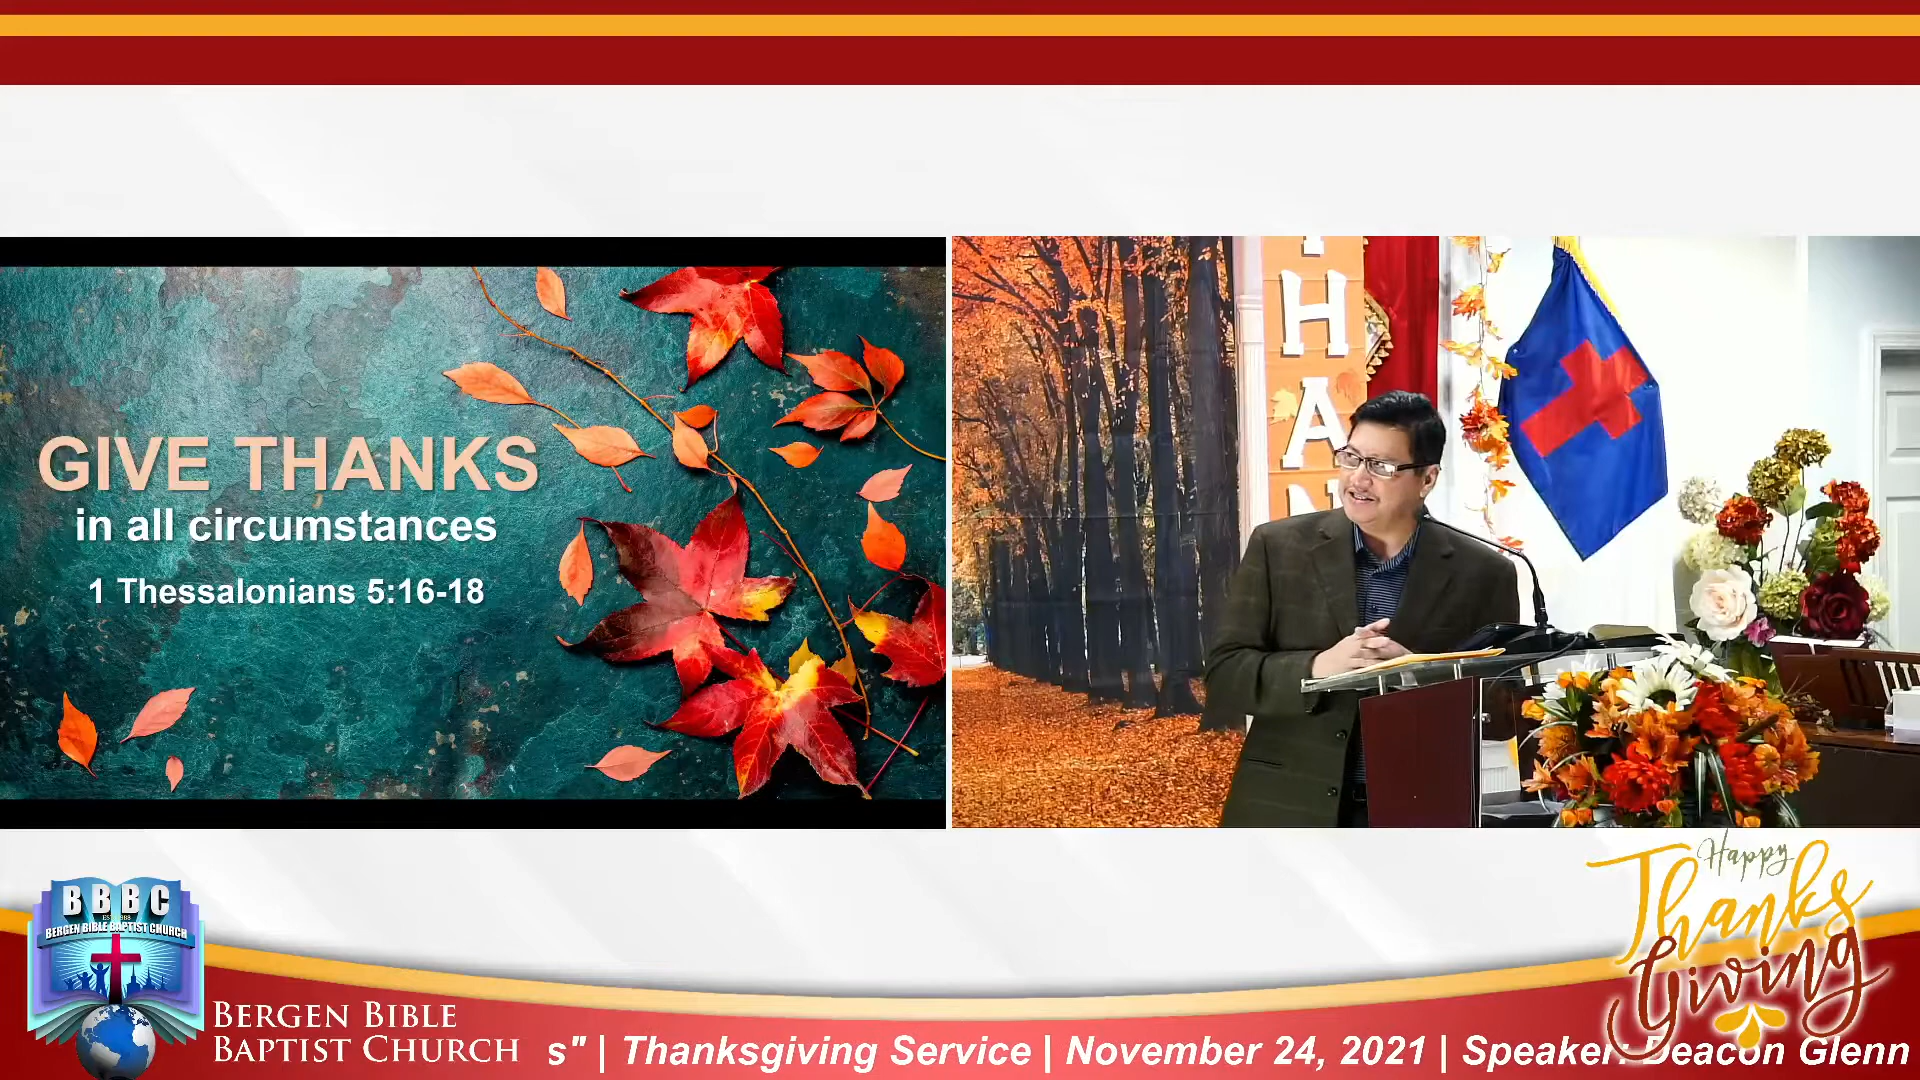 GIVE THANKS
in all circumstances
1 Thessalonians 5:16-18
T
H
A
N
BBBC
BERGEN BIBLE BAPTIST CHURCH
BERGEN BIBLE
BAPTIST CHURCH
s" | Thanksgiving Service | November 24, 2021 | Speaker: Deacon Glenn
Happy
Thanks
Giving